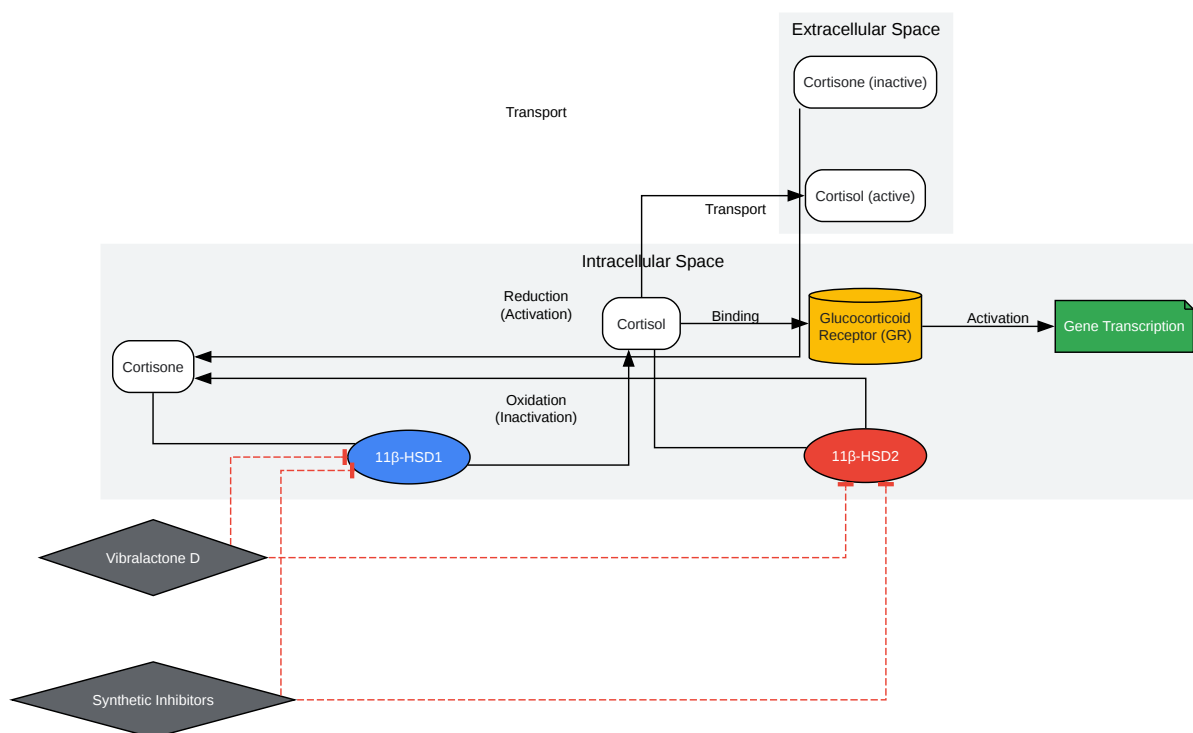 Extracellular Space
Cortisone (inactive)
Transport
Cortisol (active)
Transport
Intracellular Space
Reduction
(Activation)
Cortisol
Binding
Glucocorticoid
Receptor (GR)
Activation
Gene Transcription
Cortisone
Oxidation
(Inactivation)
11β-HSD1
11β-HSD2
Vibralactone D
Synthetic Inhibitors